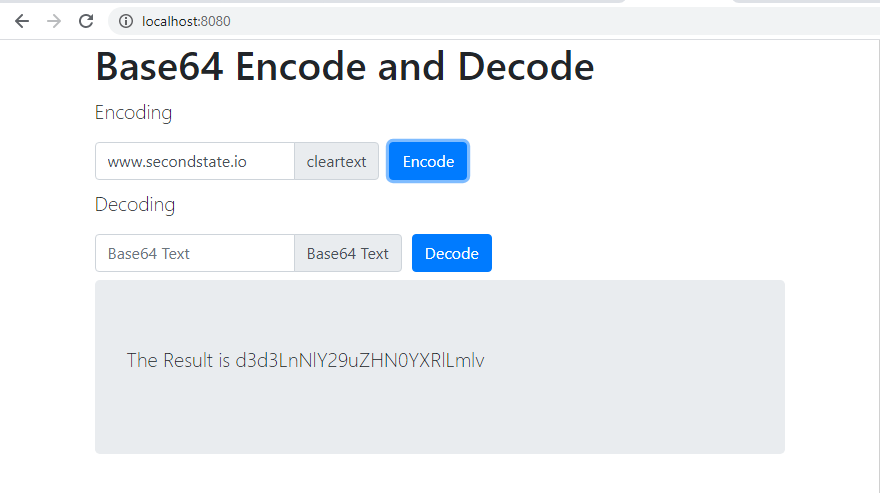 localhost:8080
Base64 Encode and Decode
Encoding
www.secondstate.io cleartext Encode
Decoding
Base64 Text Base64 Text Decode
The Result is d3d3LnNlY29uZHN0YXRlLmlv